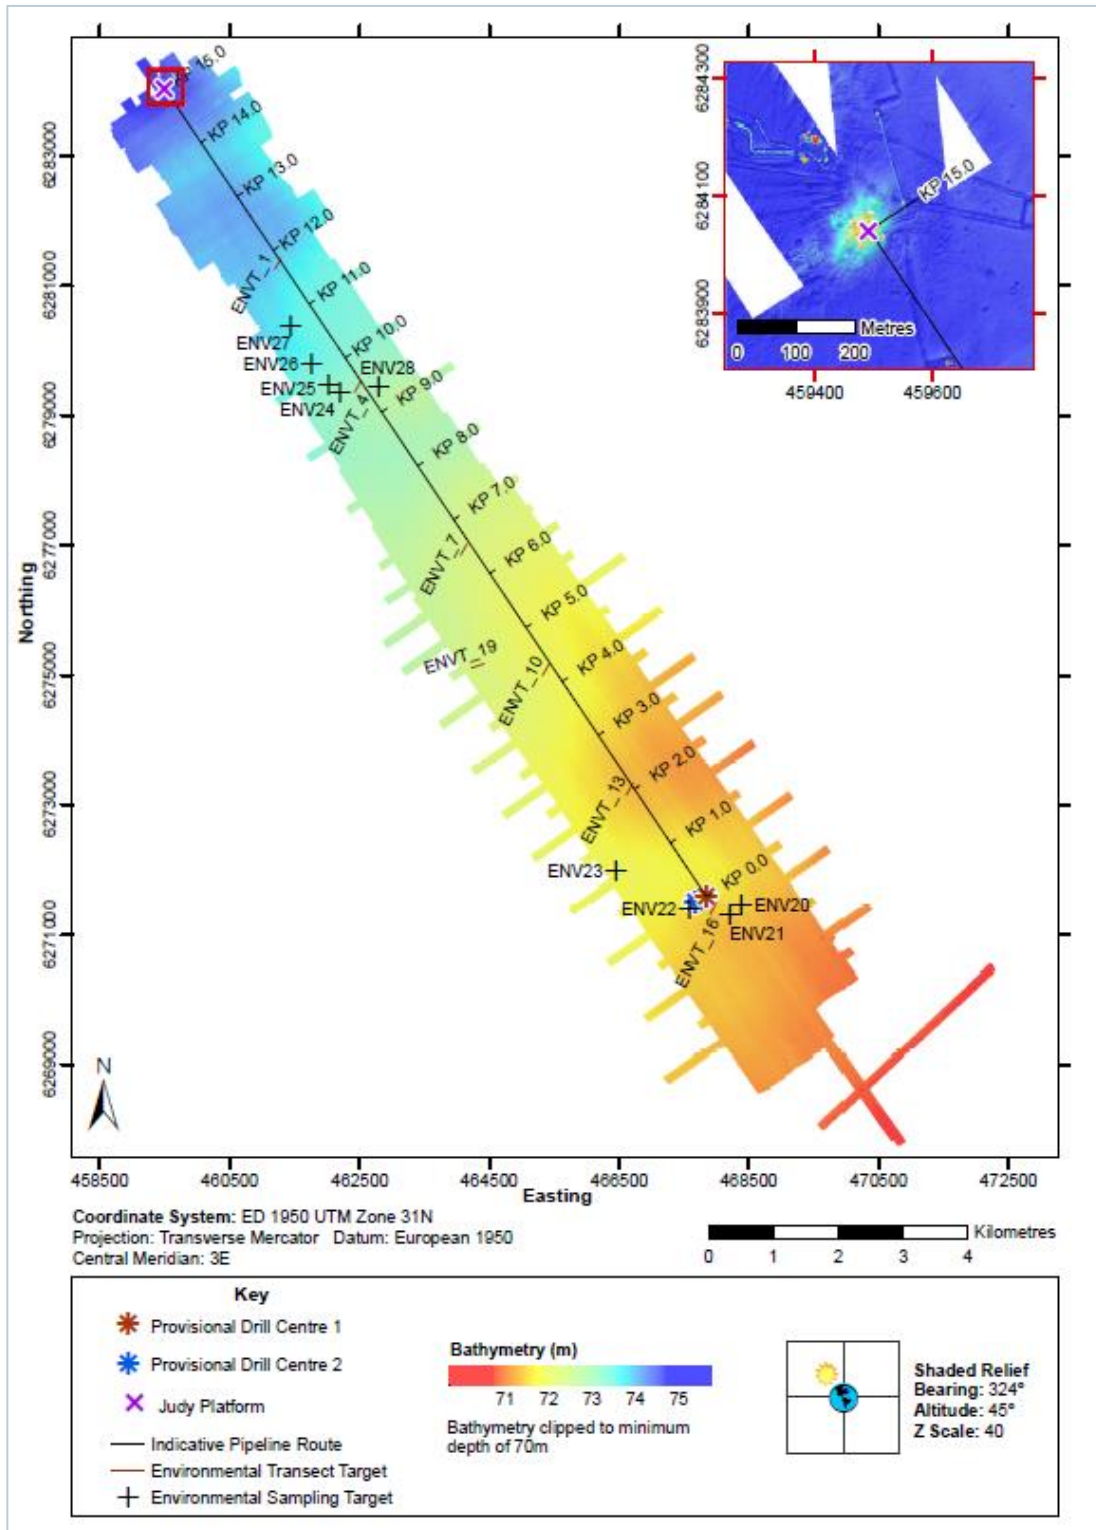 KP 15.0
KP 14.0
KP 13.0
KP 12.0
KP 11.0
KP 10.0
KP 9.0
KP 8.0
KP 7.0
KP 6.0
KP 5.0
KP 4.0
KP 3.0
KP 2.0
KP 1.0
KP 0.0
ENVT_1
ENV27
ENV26
ENV25
ENV24
ENV28
ENVT_4
ENVT_1
ENVT_19
ENVT_10
ENVT_13
ENV23
ENV22
ENV20
ENV21
ENVT_16
6284300
6284100
6283900
KP 15.0
Metres
0 100 200
459400 459600
6283000
6281000
6279000
6277000
6275000
6273000
6271000
6269000
Northing
N
458500 460500 462500 464500 466500 468500 470500 472500
Easting
Coordinate System: ED 1950 UTM Zone 31N
Projection: Transverse Mercator Datum: European 1950
Central Meridian: 3E
Kilometres
0 1 2 3 4
Key
Provisional Drill Centre 1
Provisional Drill Centre 2
Judy Platform
Indicative Pipeline Route
Environmental Transect Target
Environmental Sampling Target
Bathymetry (m)
71 72 73 74 75
Bathymetry clipped to minimum
depth of 70m
Shaded Relief
Bearing: 324°
Altitude: 45°
Z Scale: 40